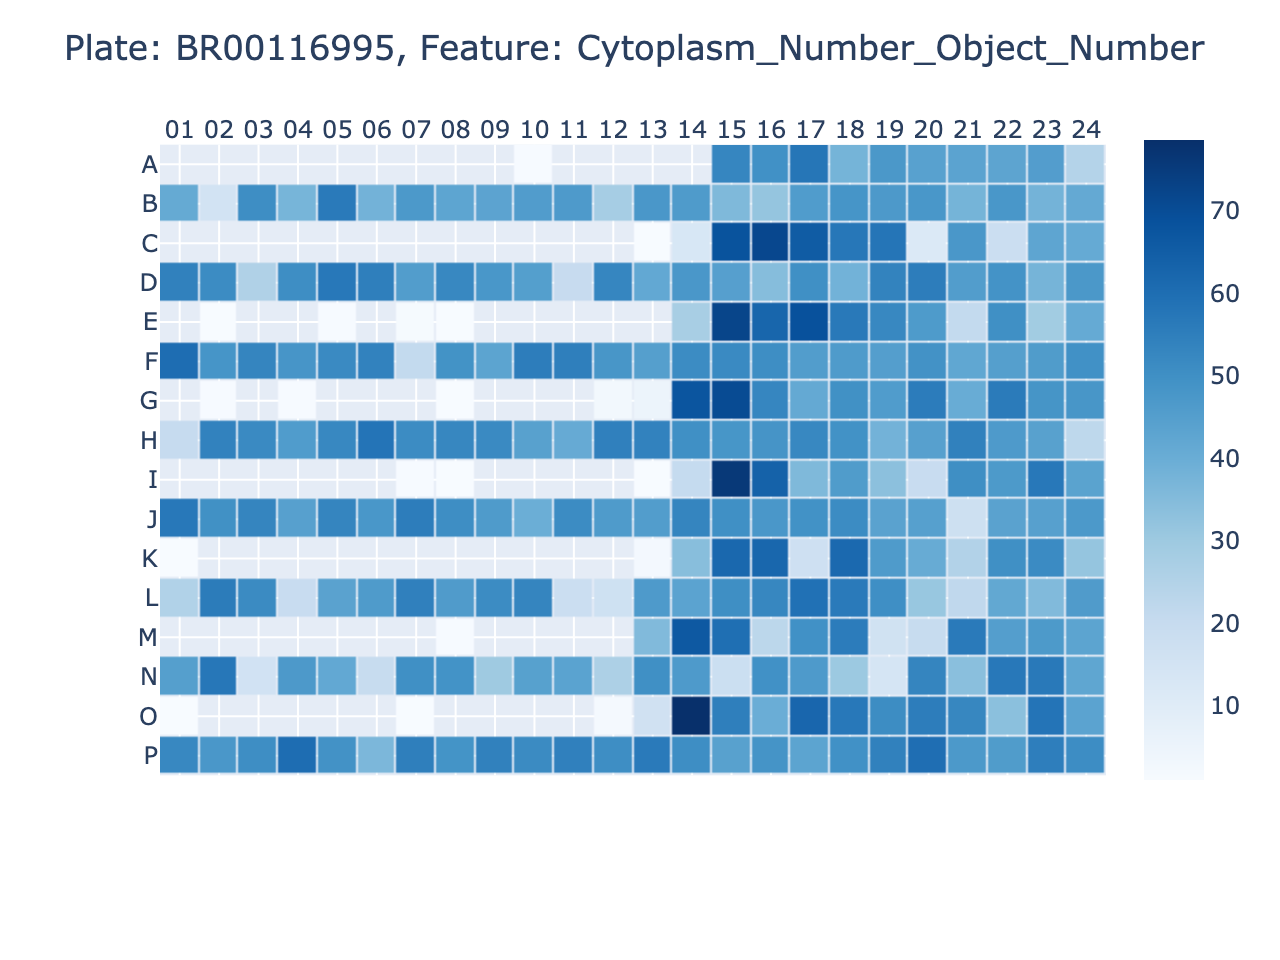 Plate: BR00116995, Feature: Cytoplasm_Number_Object_Number
01 02 03 04 05 06 07 08 09 10 11 12 13 14 15 16 17 18 19 20 21 22 23 24
A
B
C
D
E
F
G
H
I
J
K
L
M
N
O
P
70
60
50
40
30
20
10